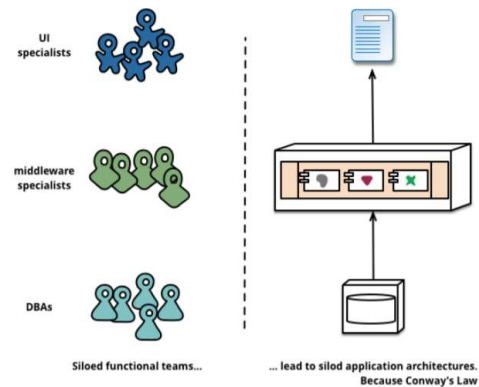 UI
specialists
middleware
specialists
DBAs
Siloed functional teams...
... lead to silod application architectures.
Because Conway's Law